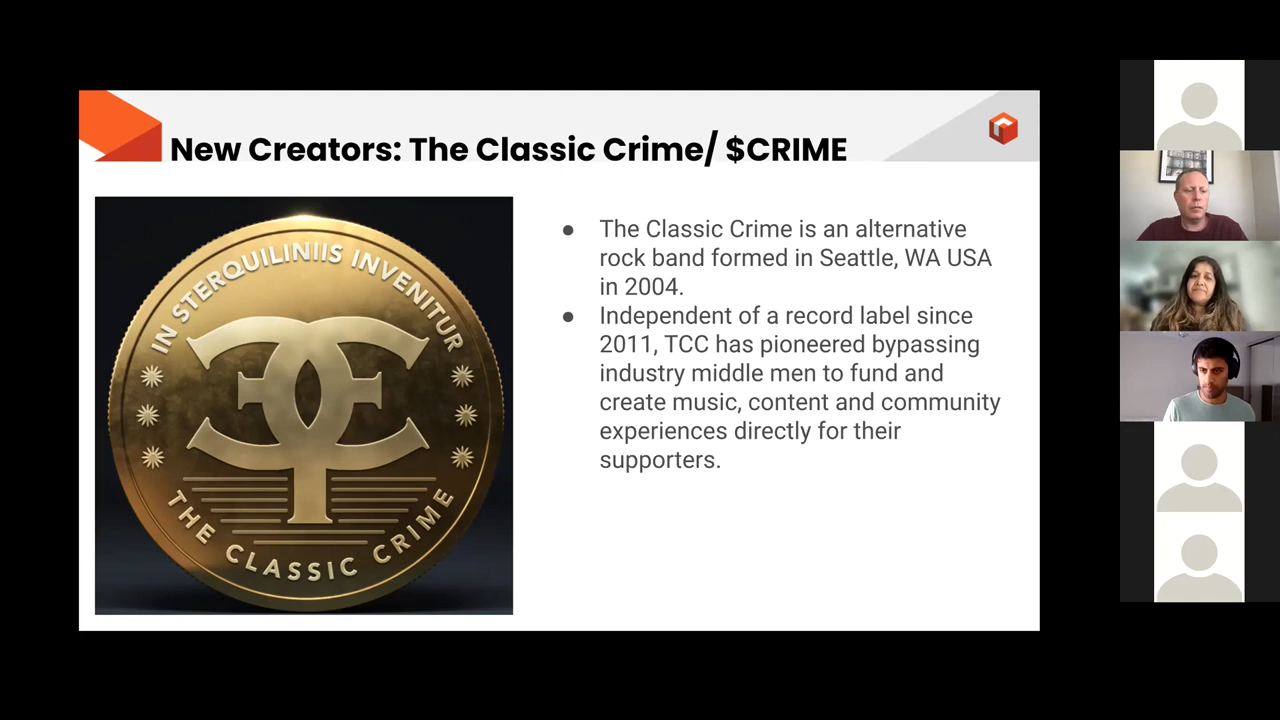 New Creators: The Classic Crime/ $CRIME
IN STERQUILINIIS INVENITUR
THE CLASSIC CRIME
● The Classic Crime is an alternative
rock band formed in Seattle, WA USA
in 2004.
● Independent of a record label since
2011, TCC has pioneered bypassing
industry middle men to fund and
create music, content and community
experiences directly for their
supporters.